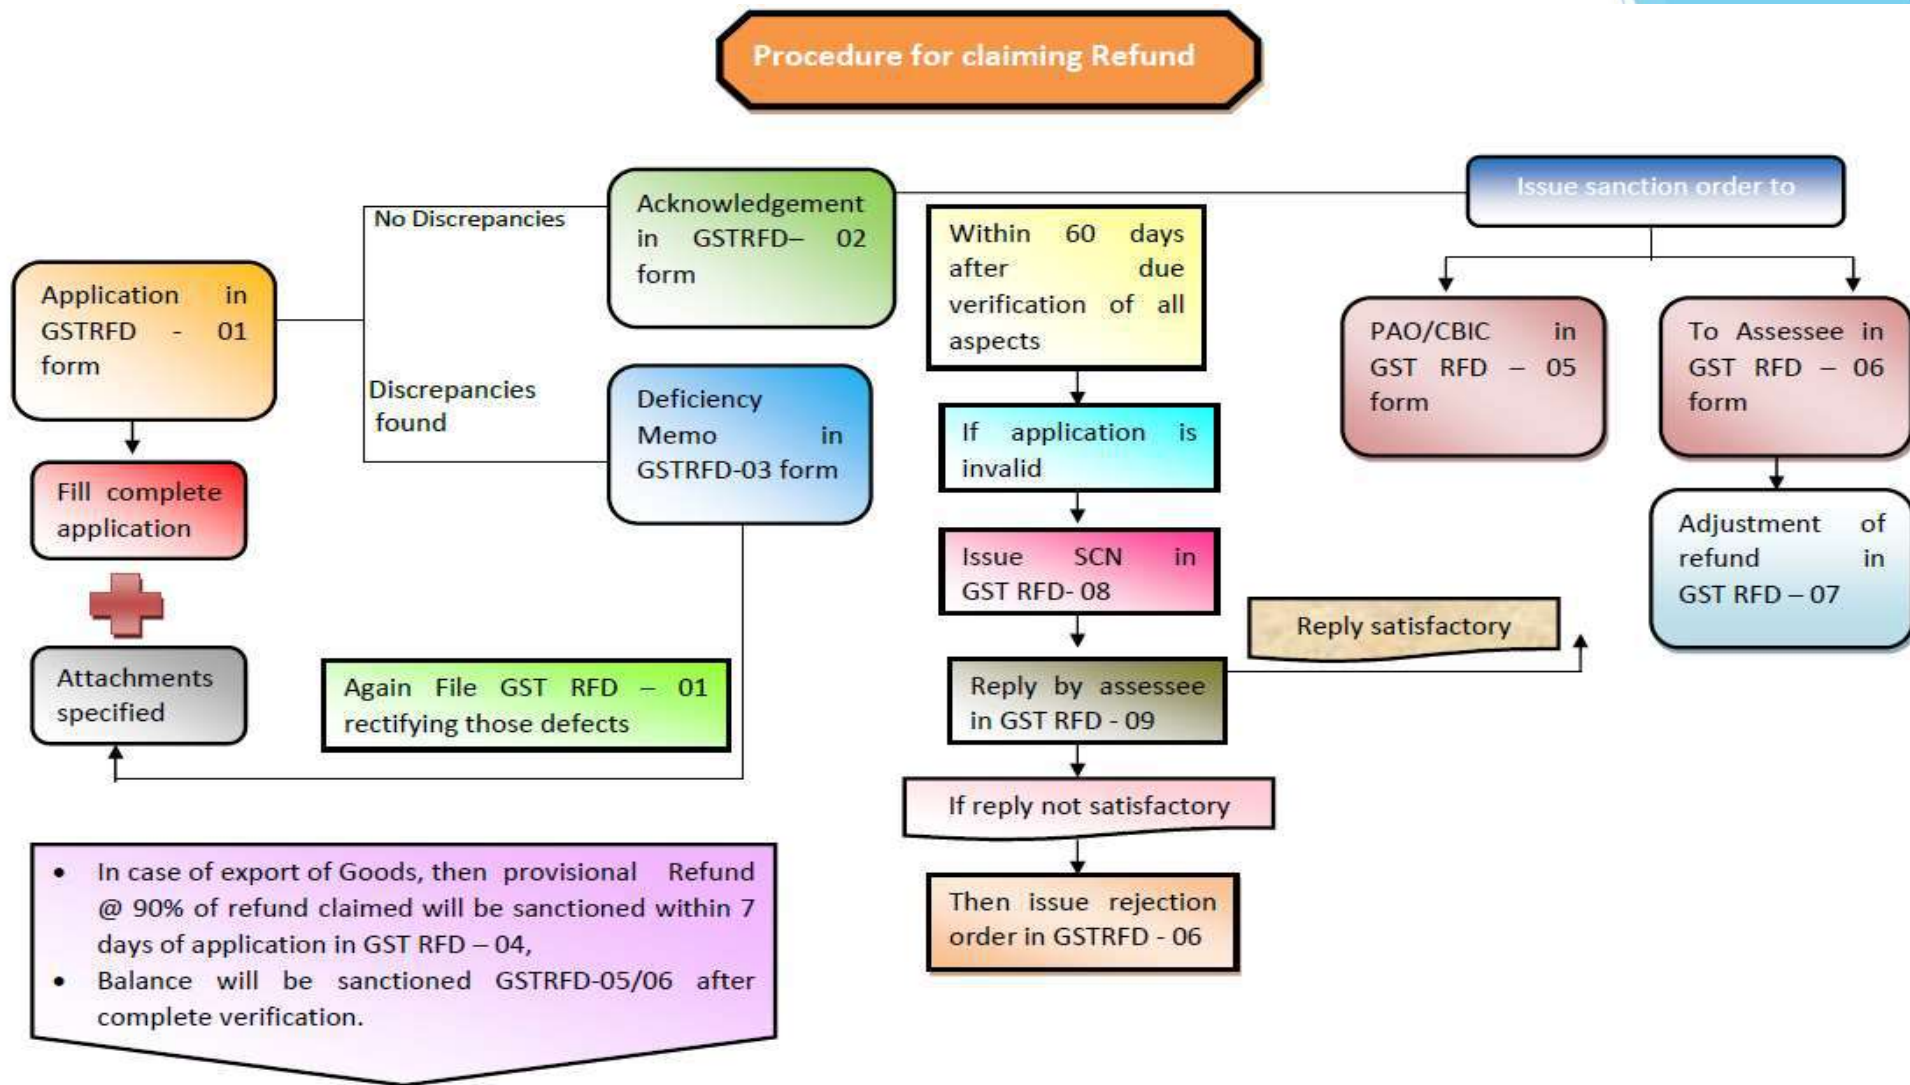 Procedure for claiming Refund
Application in
GSTRFD - 01
form
Fill complete
application
Attachments
specified
No Discrepancies
Discrepancies
found
Acknowledgement
in GSTRFD– 02
form
Deficiency
Memo in
GSTRFD-03 form
Again File GST RFD – 01
rectifying those defects
Within 60 days
after due
verification of all
aspects
If application is
invalid
Issue SCN in
GST RFD- 08
Reply by assessee
in GST RFD - 09
Reply satisfactory
If reply not satisfactory
Then issue rejection
order in GSTRFD - 06
Issue sanction order to
PAO/CBIC in
GST RFD – 05
form
To Assessee in
GST RFD – 06
form
Adjustment of
refund in
GST RFD – 07
• In case of export of Goods, then provisional Refund
@ 90% of refund claimed will be sanctioned within 7
days of application in GST RFD – 04,
• Balance will be sanctioned GSTRFD-05/06 after
complete verification.